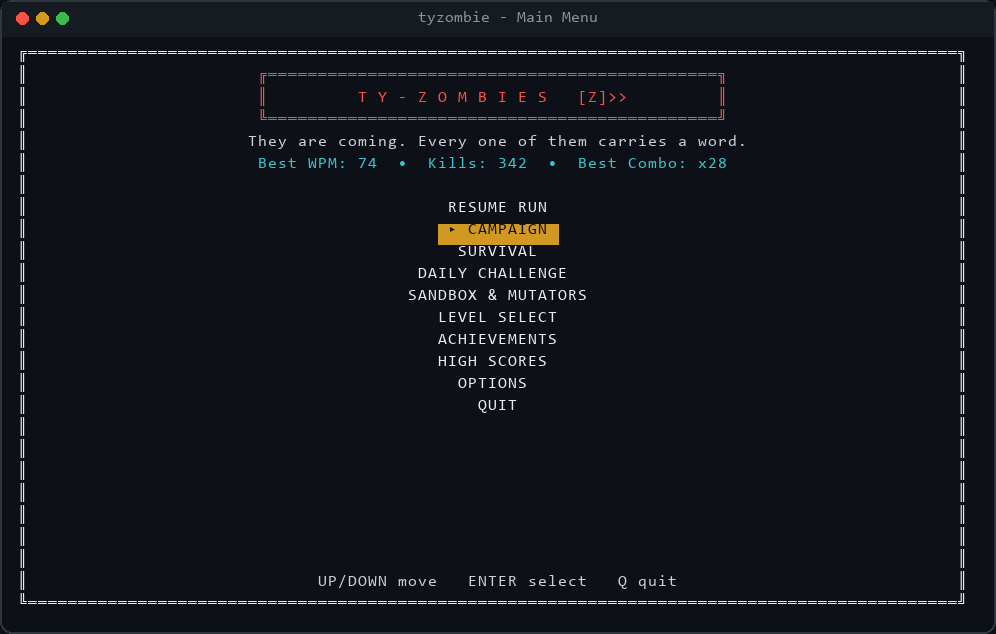 tyzombie - Main Menu
T Y - Z O M B I E S [Z]>>
They are coming. Every one of them carries a word.
Best WPM: 74 • Kills: 342 • Best Combo: x28
RESUME RUN
▸ CAMPAIGN
SURVIVAL
DAILY CHALLENGE
SANDBOX & MUTATORS
LEVEL SELECT
ACHIEVEMENTS
HIGH SCORES
OPTIONS
QUIT
UP/DOWN move ENTER select Q quit